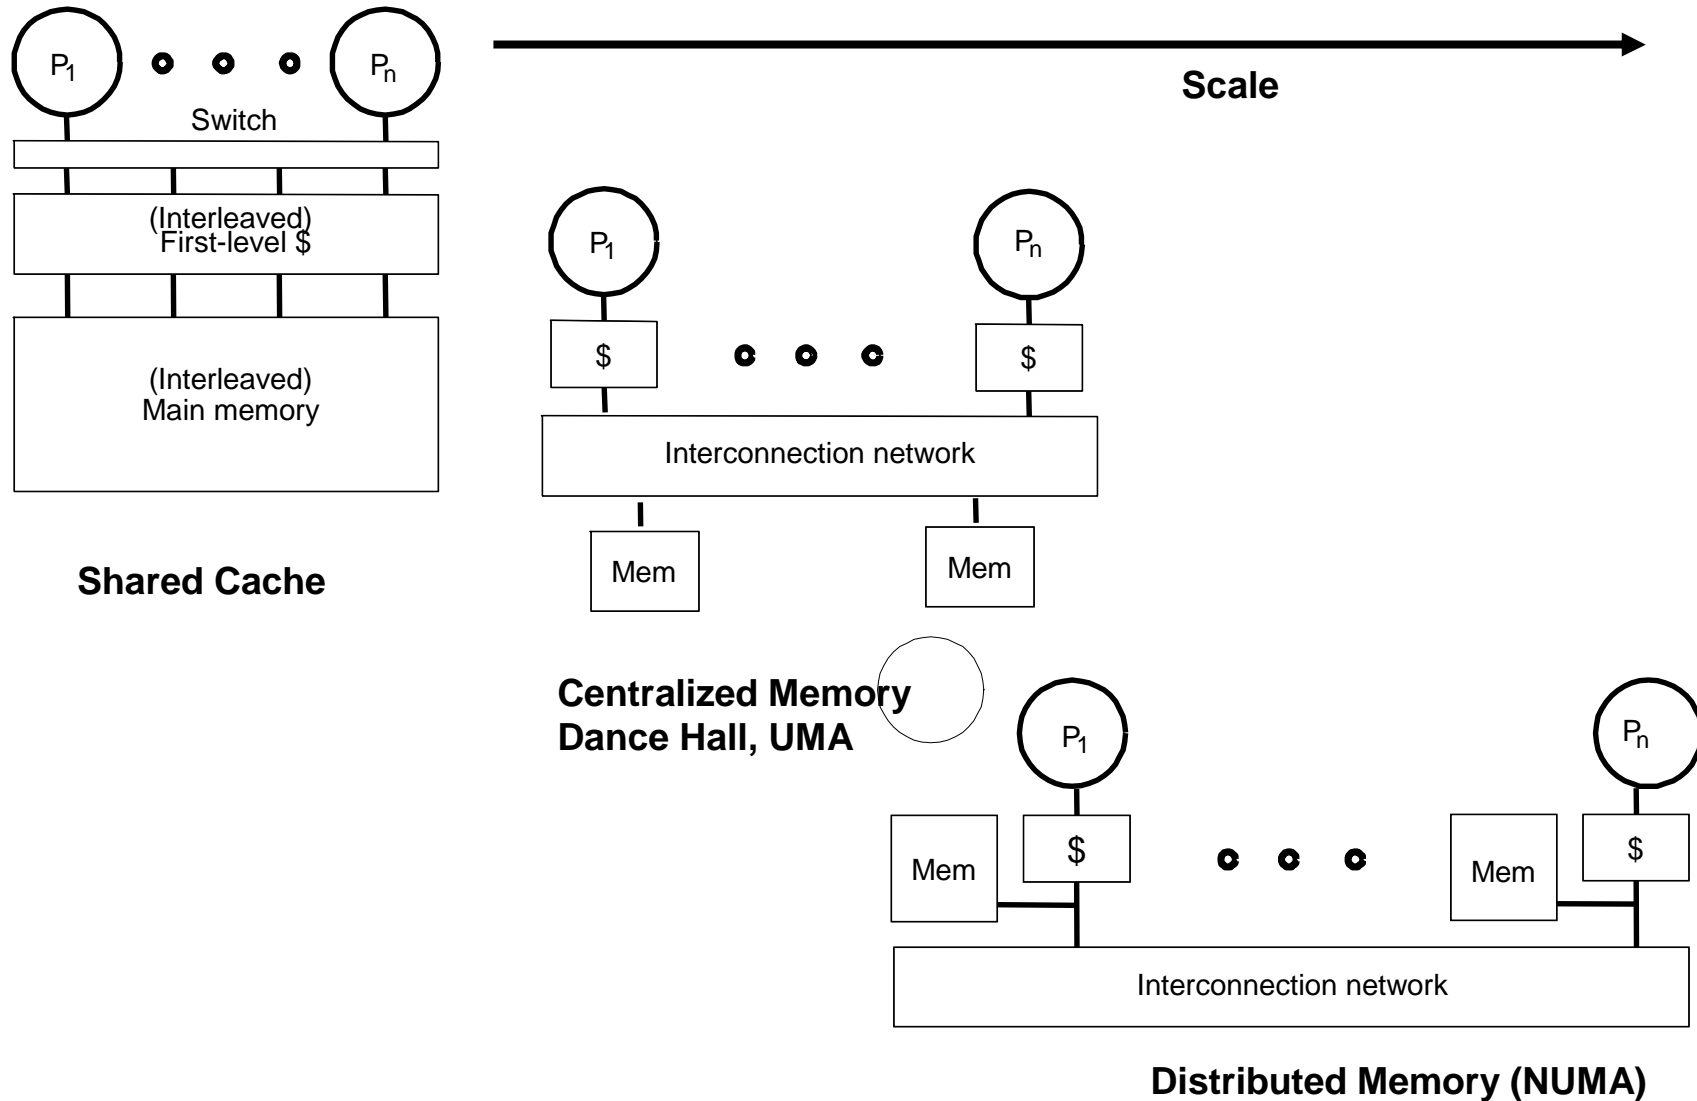 P1
Pn
Scale
Switch
(Interleaved)
First-level $
(Interleaved)
Main memory
Shared Cache
P1
Pn
$
$
Interconnection network
Mem
Mem
Centralized Memory
Dance Hall, UMA
P1
Pn
Mem
$
Mem
$
Interconnection network
Distributed Memory (NUMA)